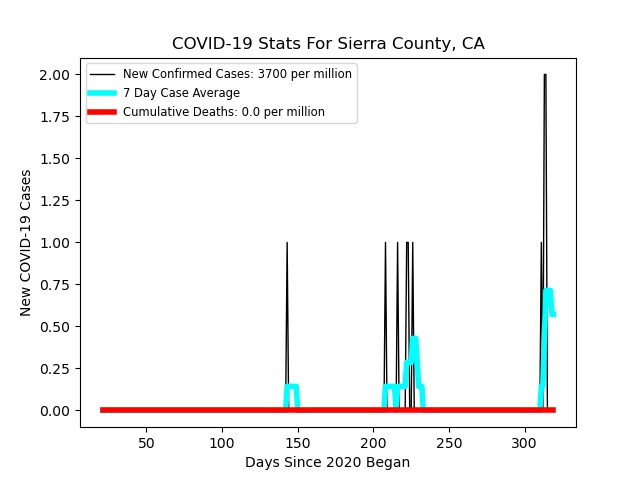 COVID-19 Stats For Sierra County, CA
New Confirmed Cases: 3700 per million
7 Day Case Average
Cumulative Deaths: 0.0 per million
New COVID-19 Cases
2.00
1.75
1.50
1.25
1.00
0.75
0.50
0.25
0.00
50 100 150 200 250 300
Days Since 2020 Began